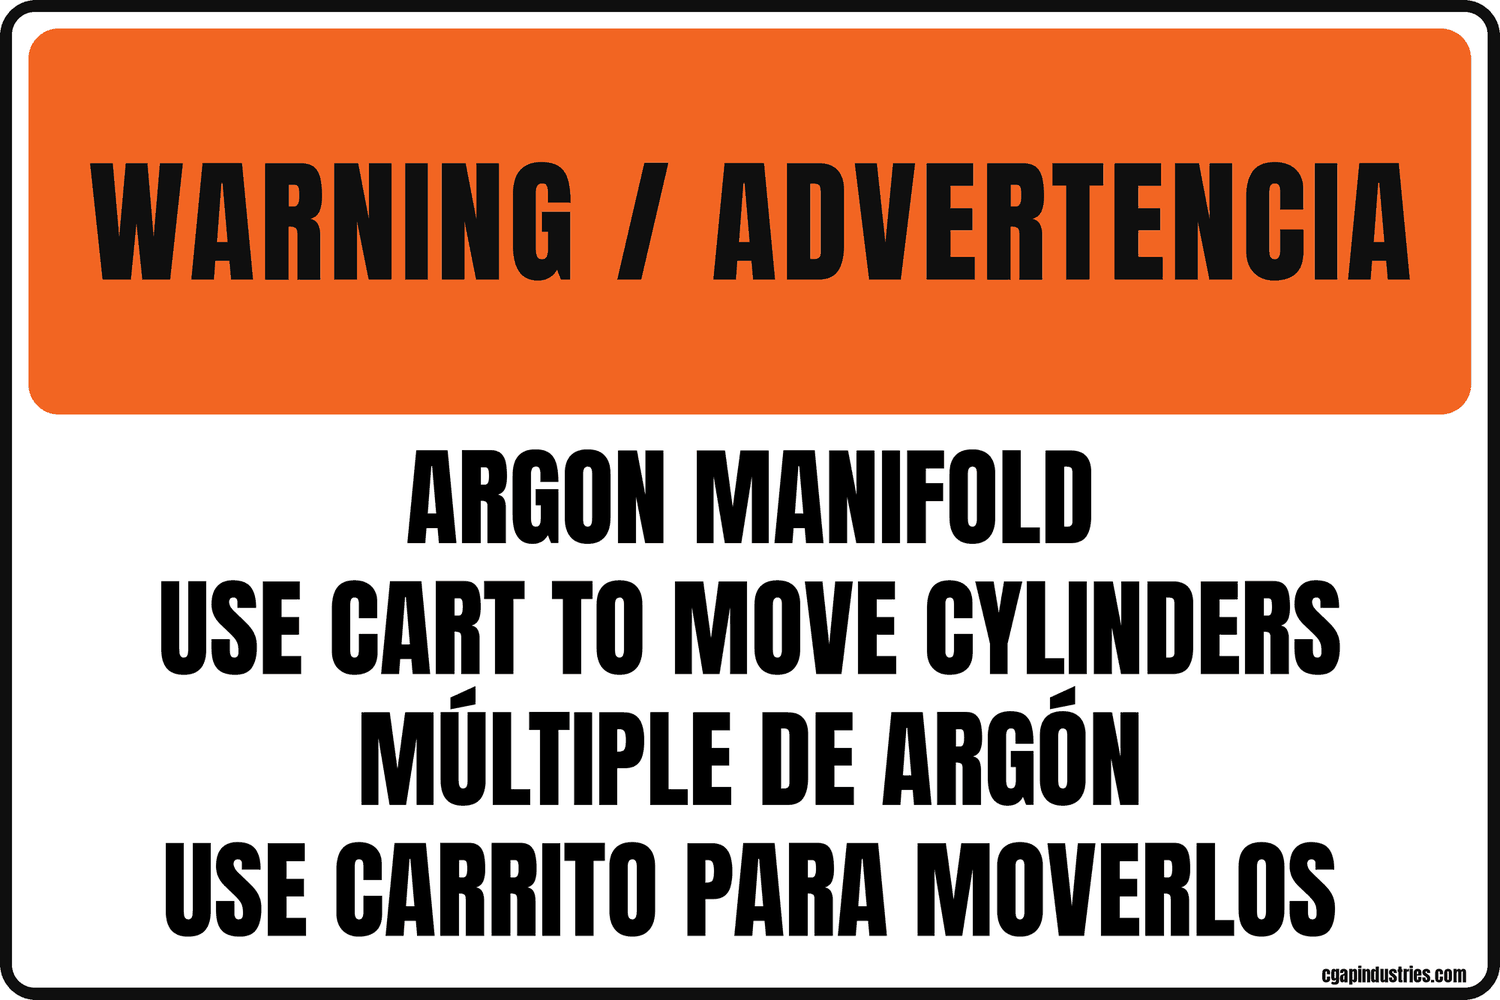 WARNING / ADVERTENCIA
ARGON MANIFOLD
USE CART TO MOVE CYLINDERS
MÚLTIPLE DE ARGÓN
USE CARRITO PARA MOVERLOS
cgapindustries.com